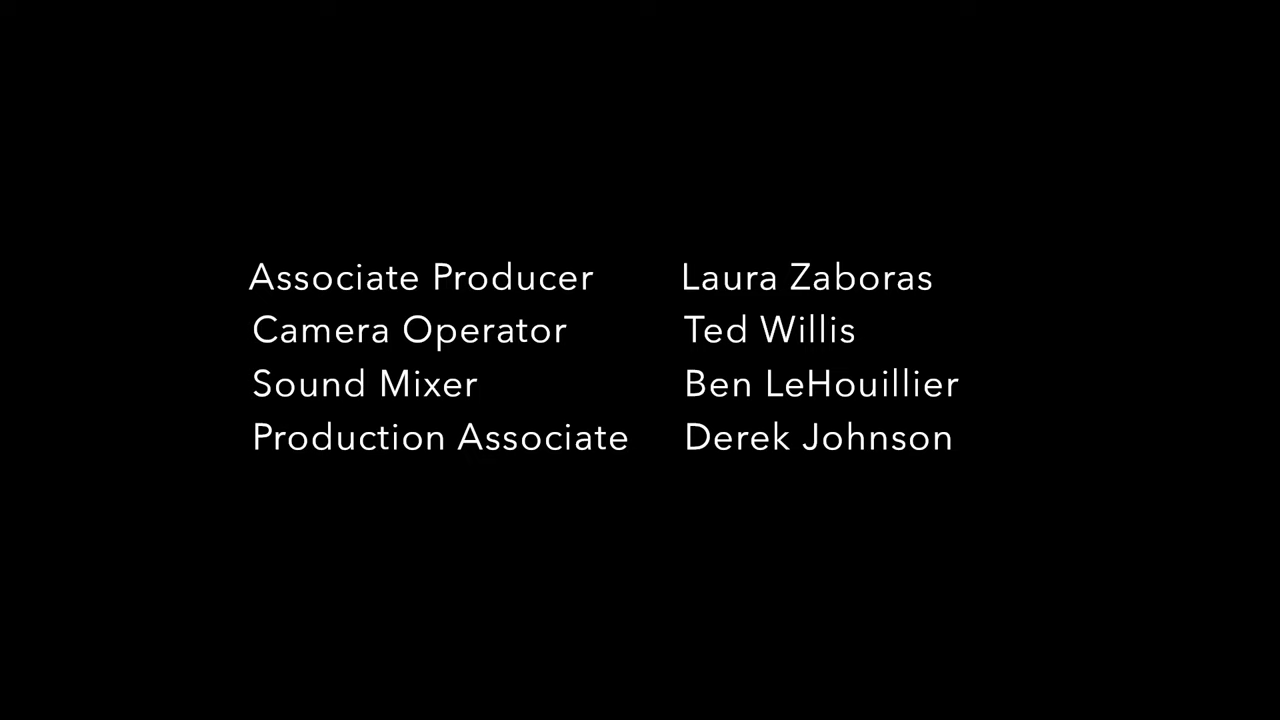 Associate Producer Laura Zaboras
Camera Operator Ted Willis
Sound Mixer Ben LeHouillier
Production Associate Derek Johnson